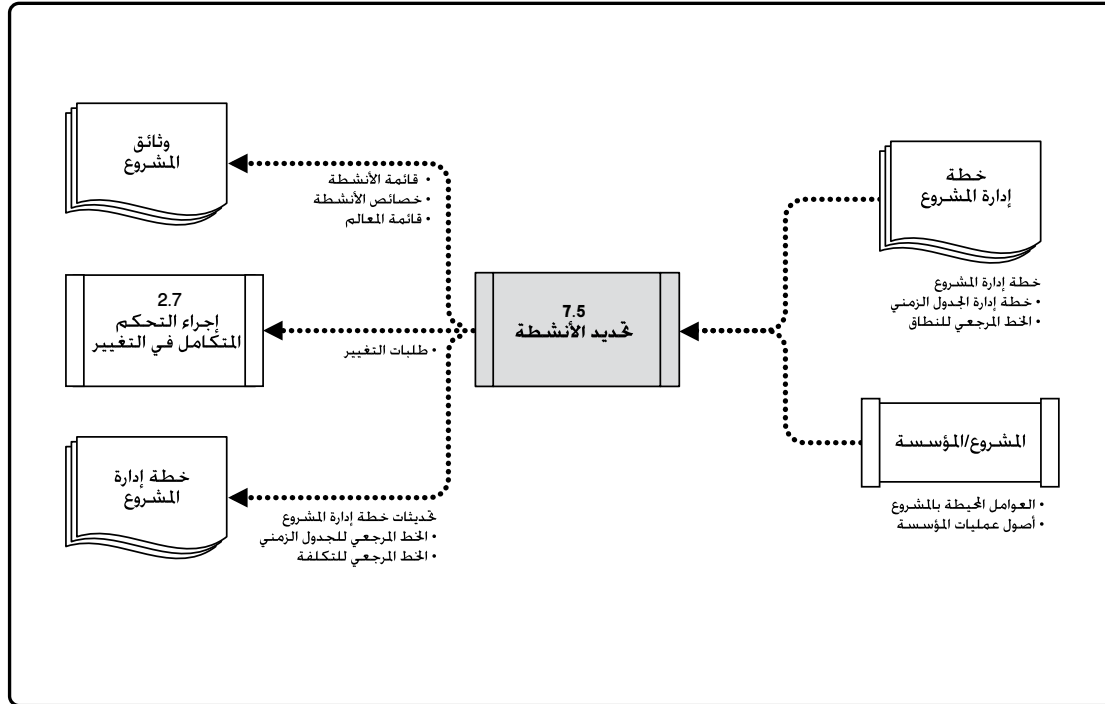 خطة
إدارة المشروع
خطة إدارة المشروع
• خطة إدارة الجدول الزمني
• الخط المرجعي للنطاق
المشروع/المؤسسة
• العوامل المحيطة بالمشروع
• أصول عمليات المؤسسة
7.5
تحديد الأنشطة
وثائق
المشروع
• قائمة الأنشطة
• خصائص الأنشطة
• قائمة المعالم
2.7
إجراء التحكم
المتكامل في التغيير
• طلبات التغيير
خطة إدارة
المشروع
تحديثات خطة إدارة المشروع
• الخط المرجعي للجدول الزمني
• الخط المرجعي للتكلفة